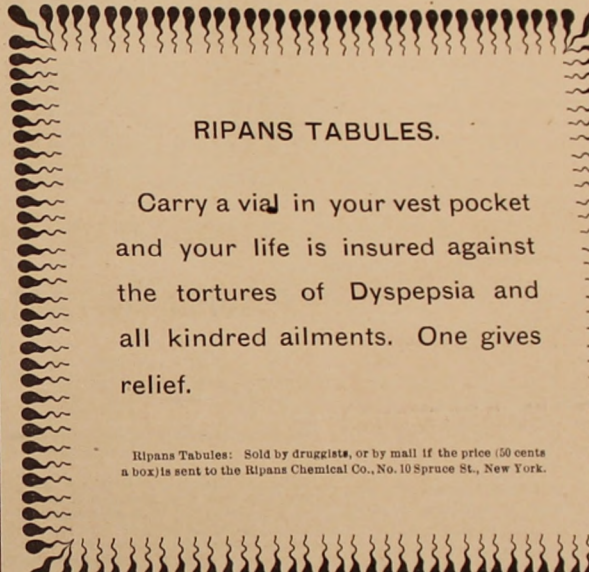 RIPANS TABULES.
Carry a vial in your vest pocket
and your life is insured against
the tortures of Dyspepsia and
all kindred ailments. One gives
relief.
Ripans Tabules: Sold by druggists, or by mail if the price (50 cents
a box) is sent to the Ripans Chemical Co., No. 10 Spruce St., New York.